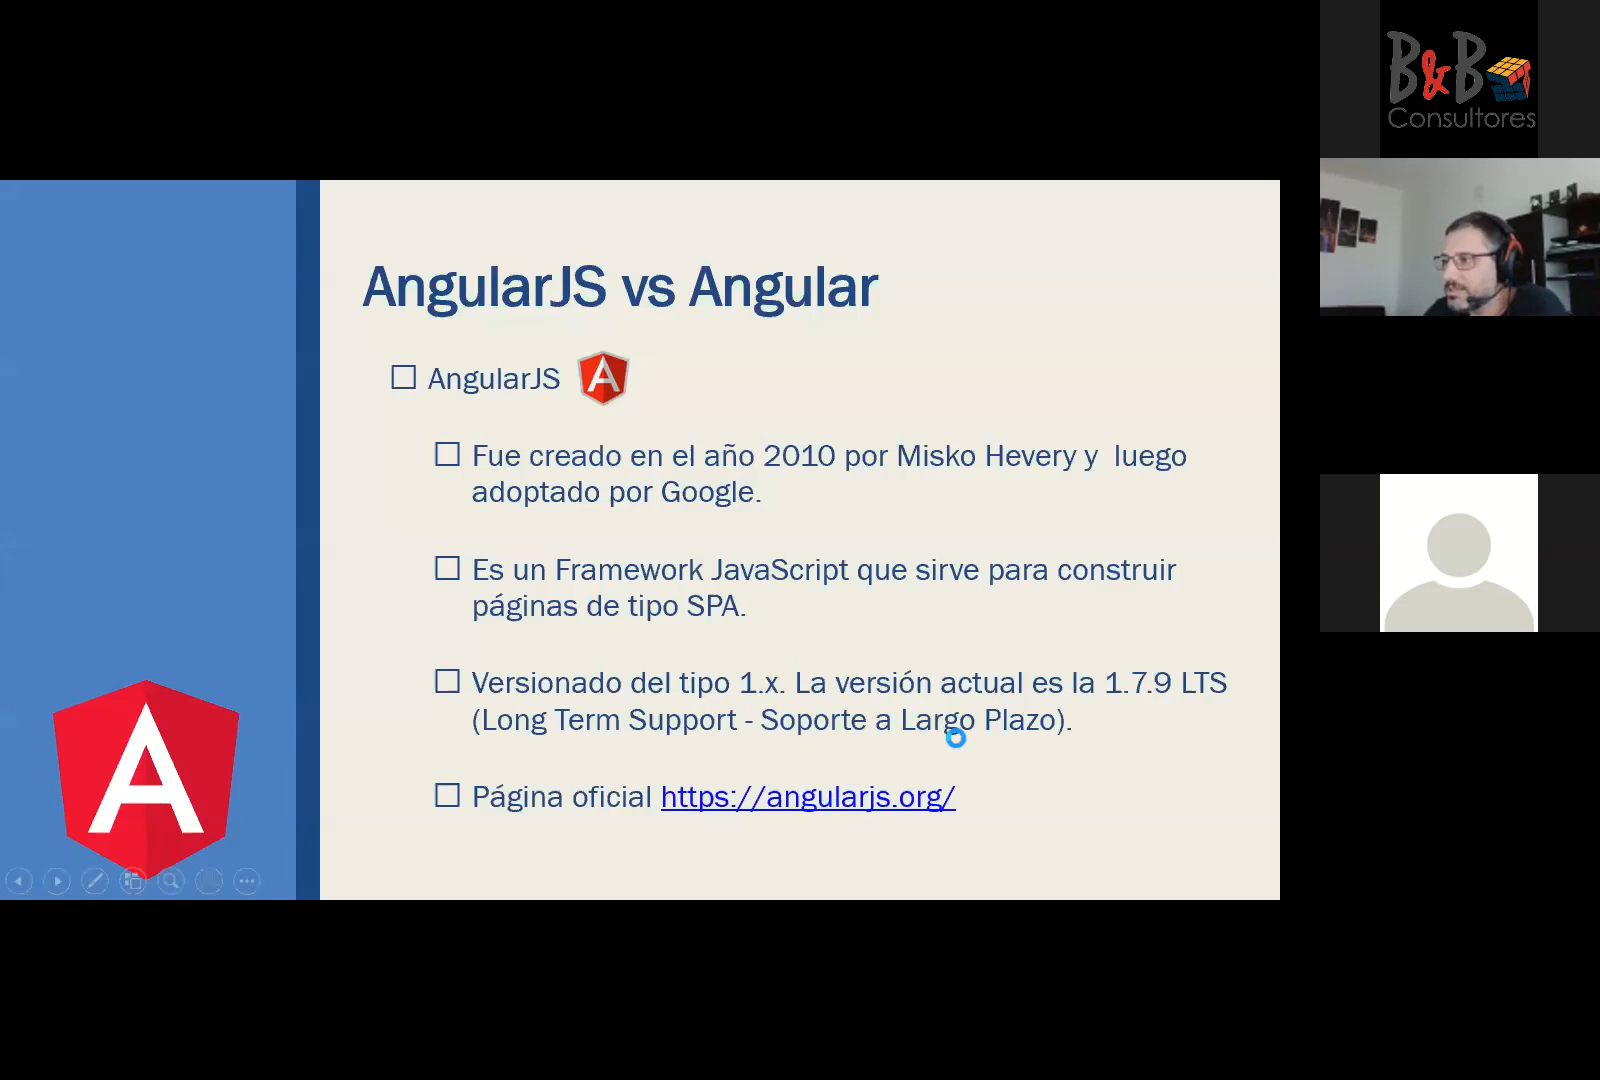 B&B
Consultores
AngularJS vs Angular
AngularJS
Fue creado en el año 2010 por Misko Hevery y luego
adoptado por Google.
Es un Framework JavaScript que sirve para construir
páginas de tipo SPA.
Versionado del tipo 1.x. La versión actual es la 1.7.9 LTS
(Long Term Support - Soporte a Largo Plazo).
Página oficial https://angularjs.org/